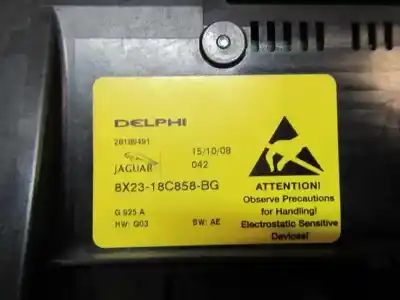 DELPHI
28180491
15/10/08
JAGUAR
042
8X23-18C858-BG
G 925 A
HW: Q03
SW: AE
ATTENTION!
Observe Precautions
for Handling!
Electrostatic Sensitive
Devices!